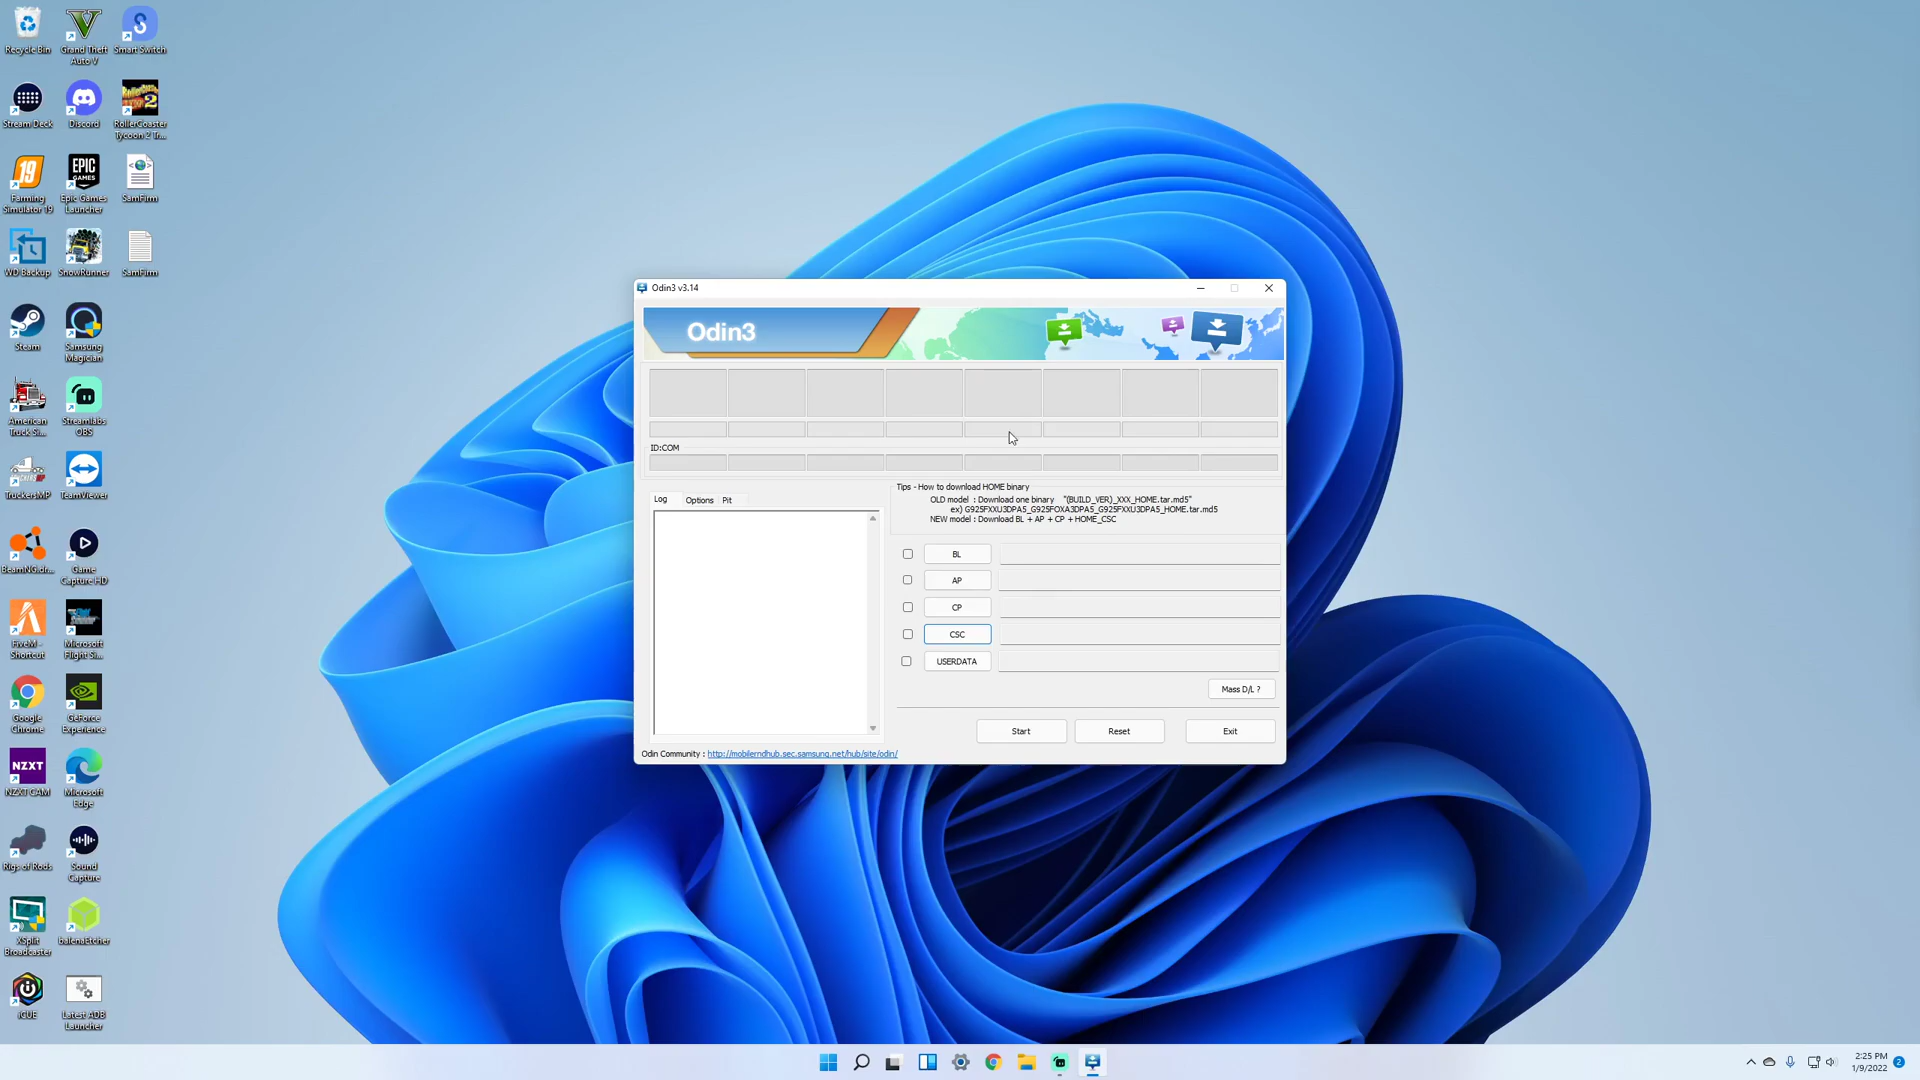 Recycle Bin
Grand Theft
Auto V
Smart Switch
Stream Deck
Discord
RollerCoaster
Tycoon 2 Tr...
19
Farming
Simulator 19
EPIC
GAMES
Epic Games
Launcher
SamFirm
WD Backup
SnowRunner
SamFirm
Steam
Samsung
Magician
American
Truck Si...
Streamlabs
OBS
TruckersMP
TeamViewer
BeamNG.dr...
Game
Capture HD
FiveM -
Shortcut
Microsoft
Flight Si...
Google
Chrome
GeForce
Experience
NZXT
NZXT CAM
Microsoft
Edge
Rigs of Rods
Sound
Capture
XSplit
Broadcaster
balenaEtcher
iCUE
Latest ADB
Launcher
Odin3 v3.14
Odin3
ID:COM
Log
Options
Pit
Tips - How to download HOME binary
OLD model : Download one binary "(BUILD_VER)_XXX_HOME.tar.md5"
ex) G925FXXU3DPA5_G925FOXA3DPA5_G925FXXU3DPA5_HOME.tar.md5
NEW model : Download BL + AP + CP + HOME_CSC
BL
AP
CP
CSC
USERDATA
Mass D/L ?
Start
Reset
Exit
Odin Community : http://mobilerndhub.sec.samsung.net/hub/site/odin/
2:25 PM
1/9/2022
2